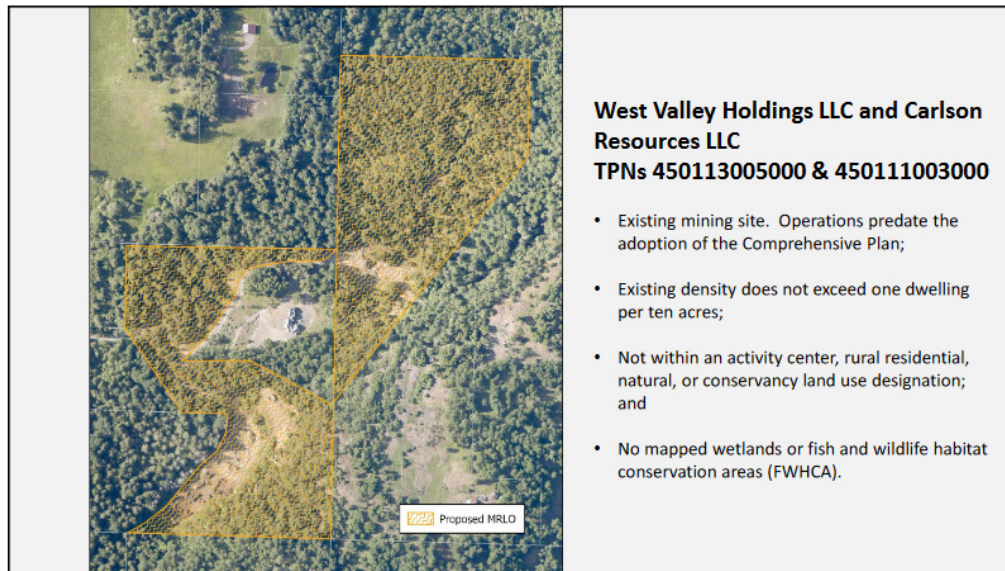 West Valley Holdings LLC and Carlson
Resources LLC
TPNs 450113005000 & 450111003000
• Existing mining site. Operations predate the
adoption of the Comprehensive Plan;
• Existing density does not exceed one dwelling
per ten acres;
• Not within an activity center, rural residential,
natural, or conservancy land use designation;
and
• No mapped wetlands or fish and wildlife habitat
conservation areas (FWHCA).
Proposed MRLO